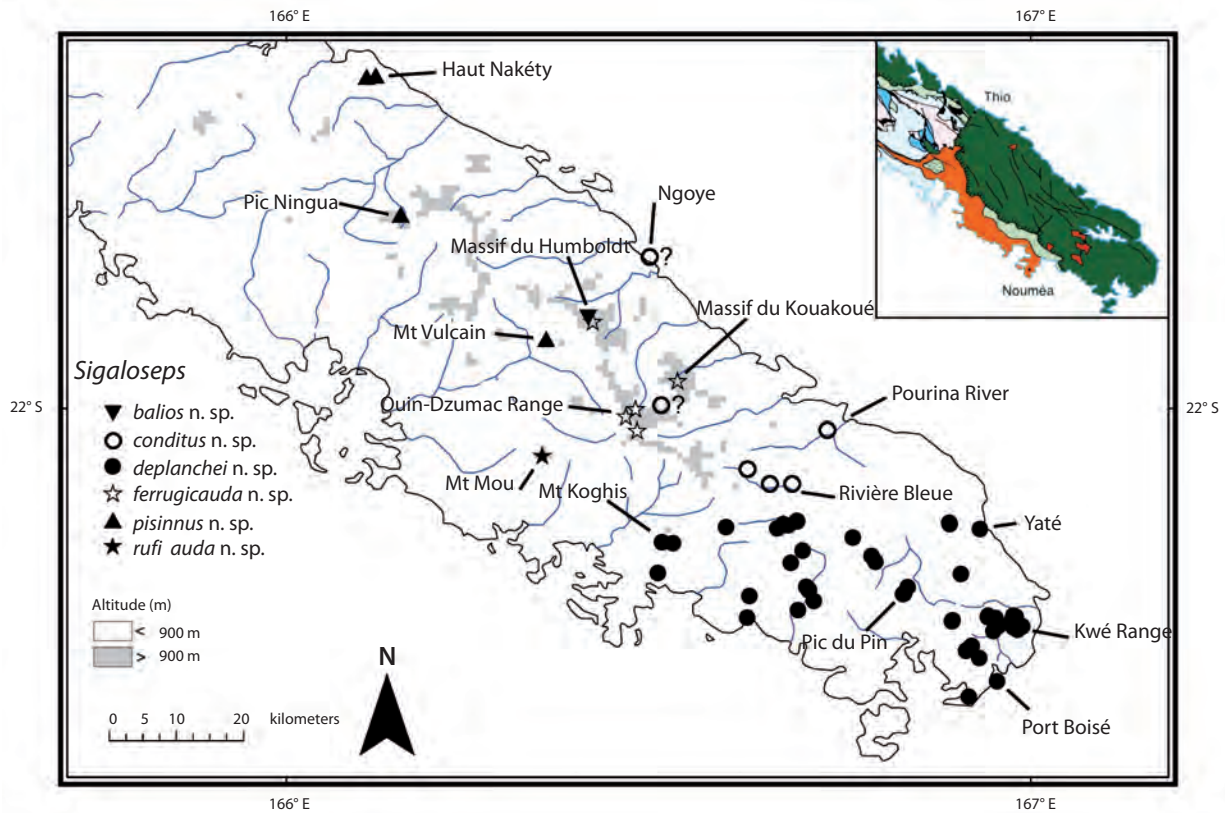 166° E
167° E
Haut Nakéty
Thio
Pic Ningua
Ngoye
Massif du Humboldt
?
Nouméa
Massif du Kouakoué
Mt Vulcain
Sigaloseps
22° S
balios n. sp.
Ouin-Dzumac Range
?
Pourina River
22° S
conditus n. sp.
deplanchei n. sp.
Mt Mou
Mt Koghis
Rivière Bleue
ferrugicauda n. sp.
pisinnus n. sp.
Yaté
rufi auda n. sp.
Altitude (m)
< 900 m
> 900 m
N
Pic du Pin
Kwé Range
0 5 10 20 kilometers
Port Boisé
166° E
167° E